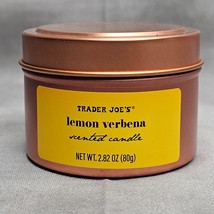 TRADER JOE'S®
lemon verbena
scented candle
NET WT. 2.82 OZ (80g)